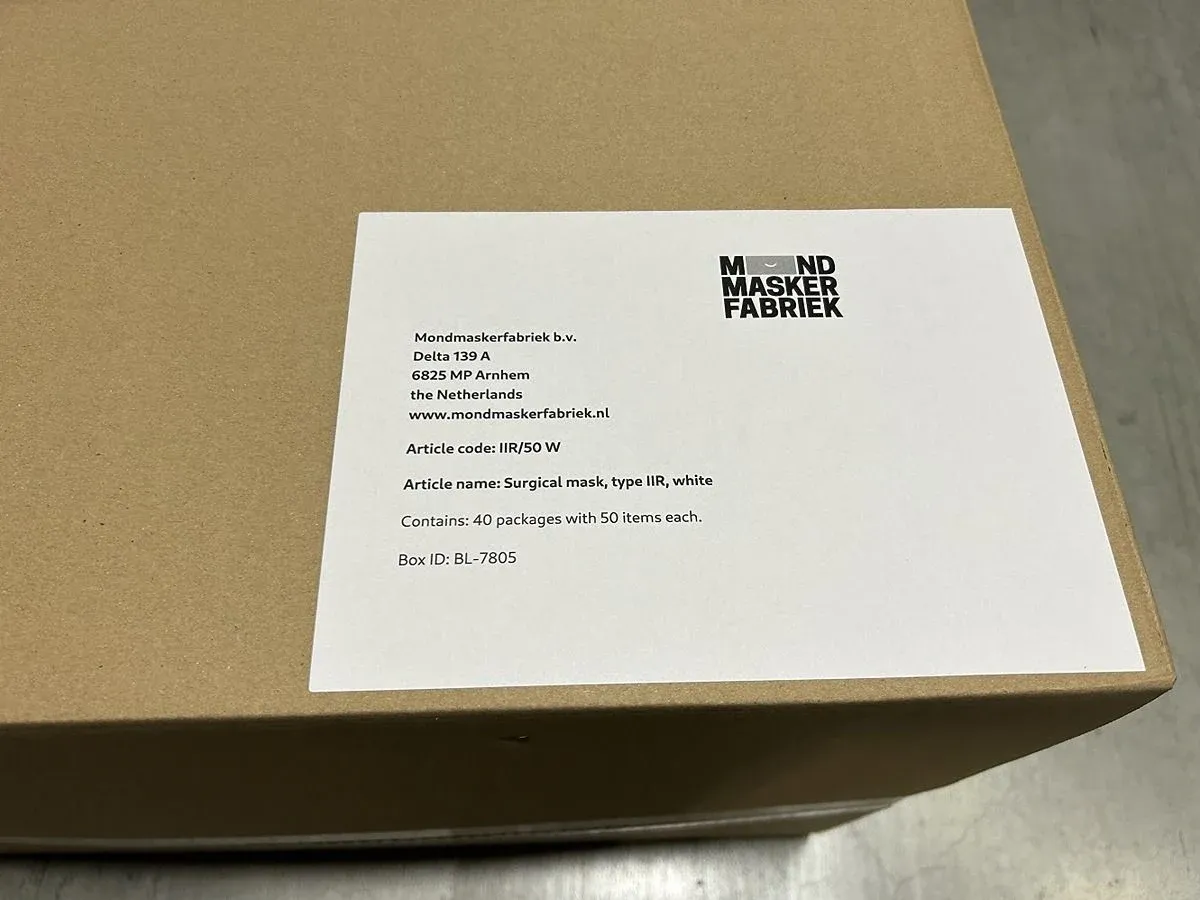 MOND
MASKER
FABRIEK
Mondmaskerfabriek b.v.
Delta 139 A
6825 MP Arnhem
the Netherlands
www.mondmaskerfabriek.nl
Article code: IIR/50 W
Article name: Surgical mask, type IIR, white
Contains: 40 packages with 50 items each.
Box ID: BL-7805